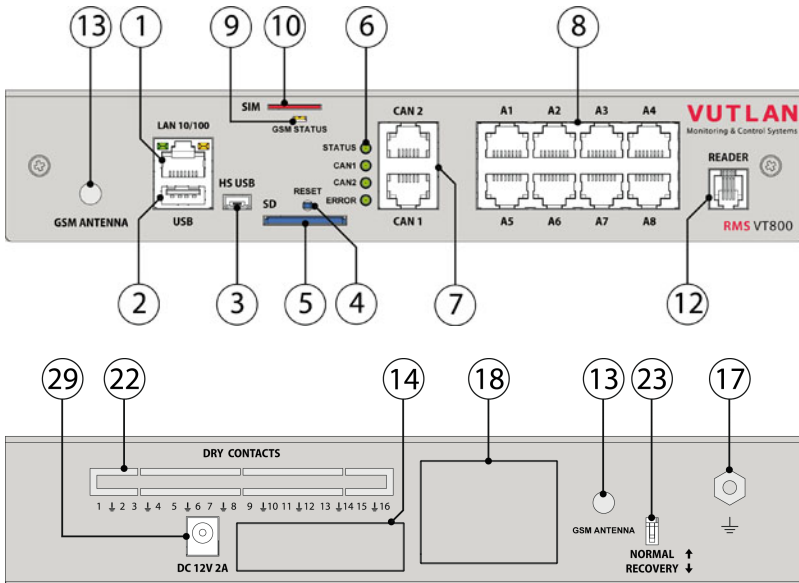 13
1
9
10
6
8
SIM
GSM STATUS
LAN 10/100
STATUS
CAN1
CAN2
ERROR
CAN 2
CAN 1
A1 A2 A3 A4
A5 A6 A7 A8
VUTLAN
Monitoring & Control Systems
READER
RMS VT800
GSM ANTENNA
USB
HS USB
RESET
SD
2
3
5
4
7
12
29
22
14
18
13
23
17
DRY CONTACTS
1 2 3 4 5 6 7 8 9 10 11 12 13 14 15 16
DC 12V 2A
GSM ANTENNA
NORMAL ↑
RECOVERY ↓